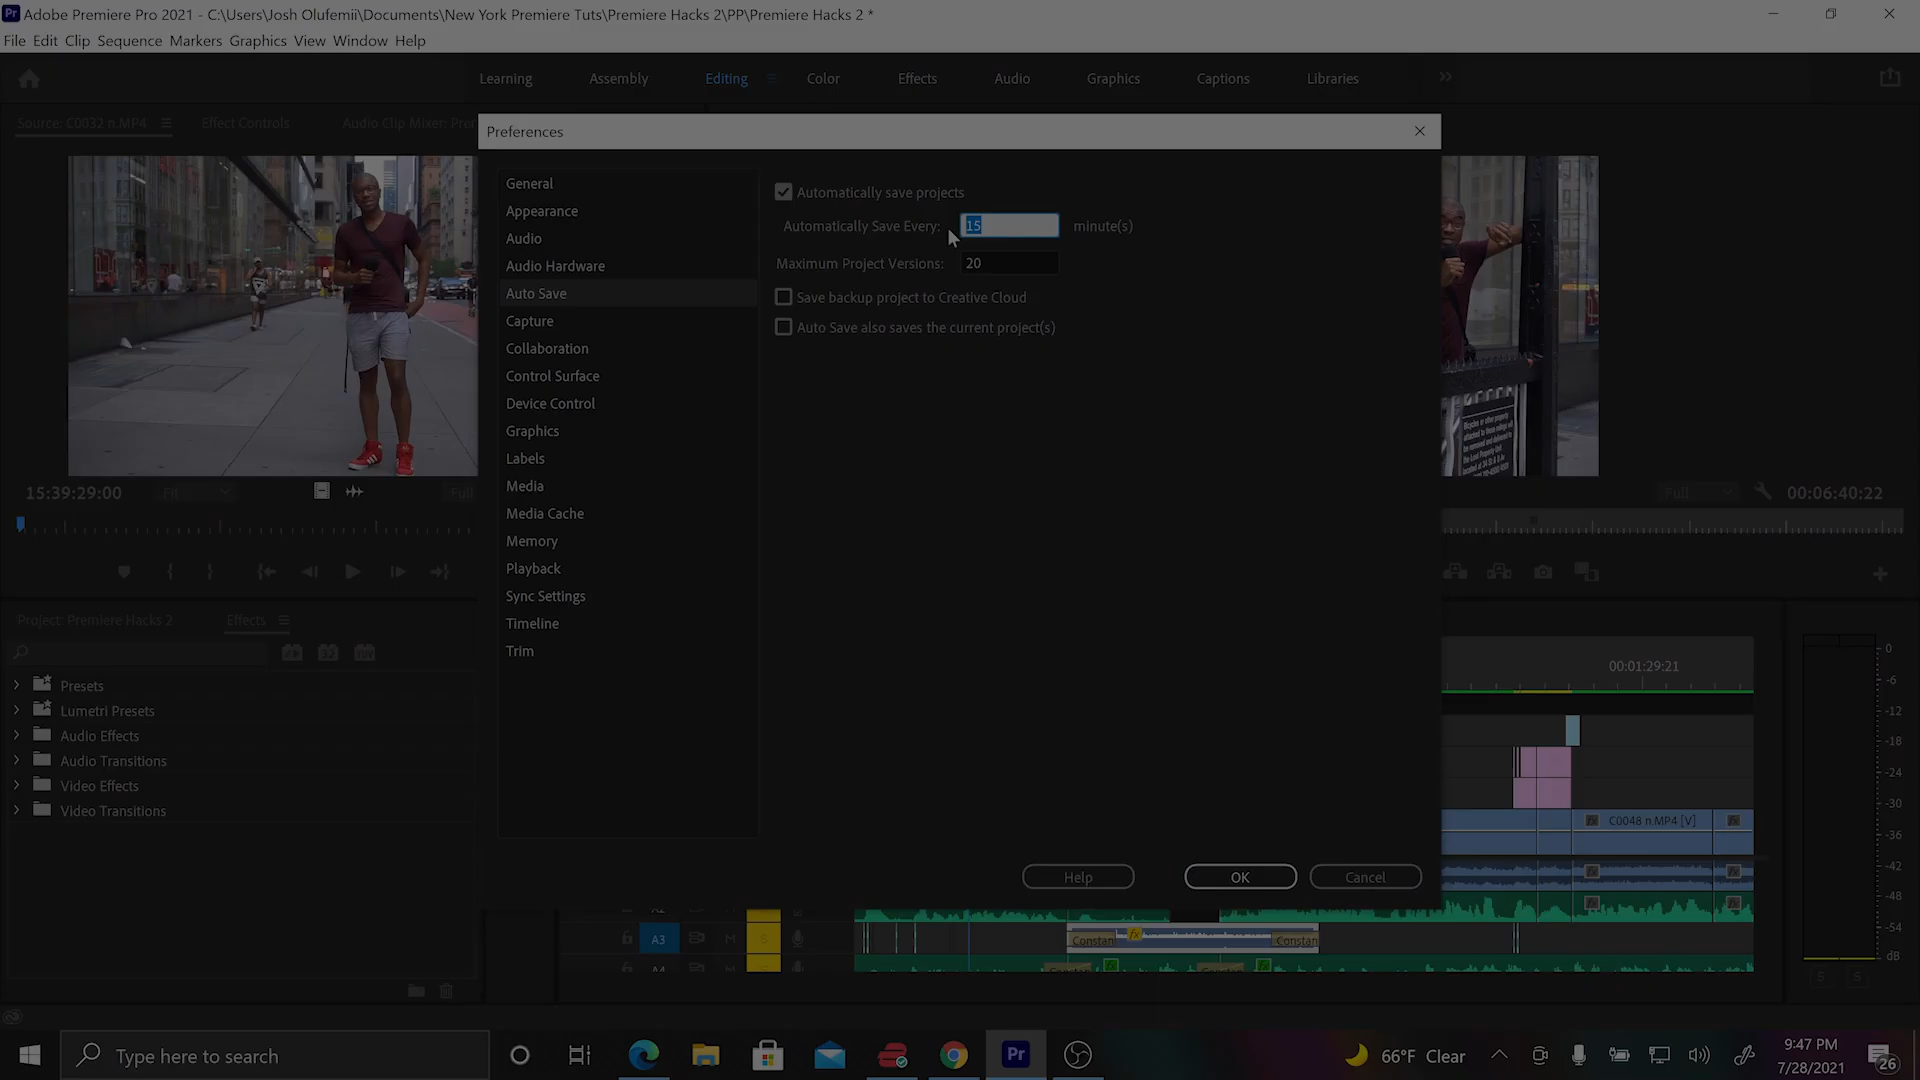 Pr Adobe Premiere Pro 2021 - C:\Users\Josh Olufemii\Documents\New York Premiere Tuts\Premiere Hacks 2\PP\Premiere Hacks 2 *
File Edit Clip Sequence Markers Graphics View Window Help
Learning Assembly Editing Color Effects Audio Graphics Captions Libraries
Source: C0032 n.MP4 Effect Controls Audio Clip Mixer: Prer
Preferences
General
Appearance
Audio
Audio Hardware
Auto Save
Capture
Collaboration
Control Surface
Device Control
Graphics
Labels
Media
Media Cache
Memory
Playback
Sync Settings
Timeline
Trim
Automatically save projects
Automatically Save Every: 15 minute(s)
Maximum Project Versions: 20
Save backup project to Creative Cloud
Auto Save also saves the current project(s)
Help OK Cancel
15:39:29:00 Fit Full
Full 00:06:40:22
Project: Premiere Hacks 2 Effects
Presets
Lumetri Presets
Audio Effects
Audio Transitions
Video Effects
Video Transitions
00:01:29:21
fx C0048 n.MP4 [V] fx
A3 M S
Constan fx Constan
0
-6
-12
-18
-24
-30
-36
-42
-48
-54
dB
S S
Type here to search
Pr
66°F Clear
9:47 PM
7/28/2021
26